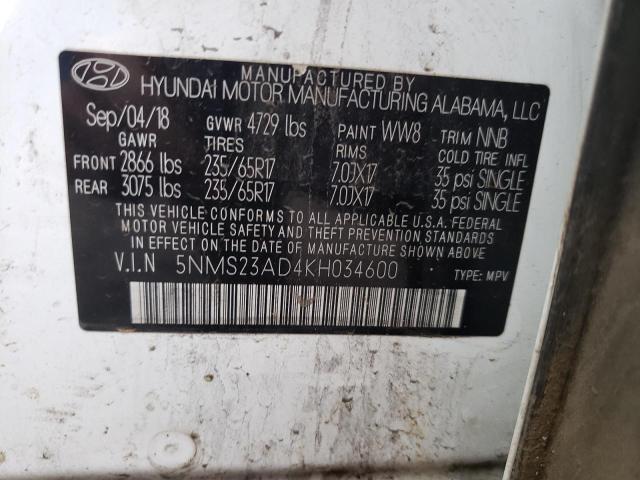 MANUFACTURED BY
HYUNDAI MOTOR MANUFACTURING ALABAMA, LLC
Sep/04/18 GVWR 4729 lbs PAINT WW8 TRIM NNB
GAWR TIRES RIMS COLD TIRE INFL
FRONT 2866 lbs 235/65R17 7.0JX17 35 psi SINGLE
REAR 3075 lbs 235/65R17 7.0JX17 35 psi SINGLE
THIS VEHICLE CONFORMS TO ALL APPLICABLE U.S.A. FEDERAL
MOTOR VEHICLE SAFETY AND THEFT PREVENTION STANDARDS
IN EFFECT ON THE DATE OF MANUFACTURE SHOWN ABOVE.
V.I.N 5NMS23AD4KH034600 TYPE: MPV